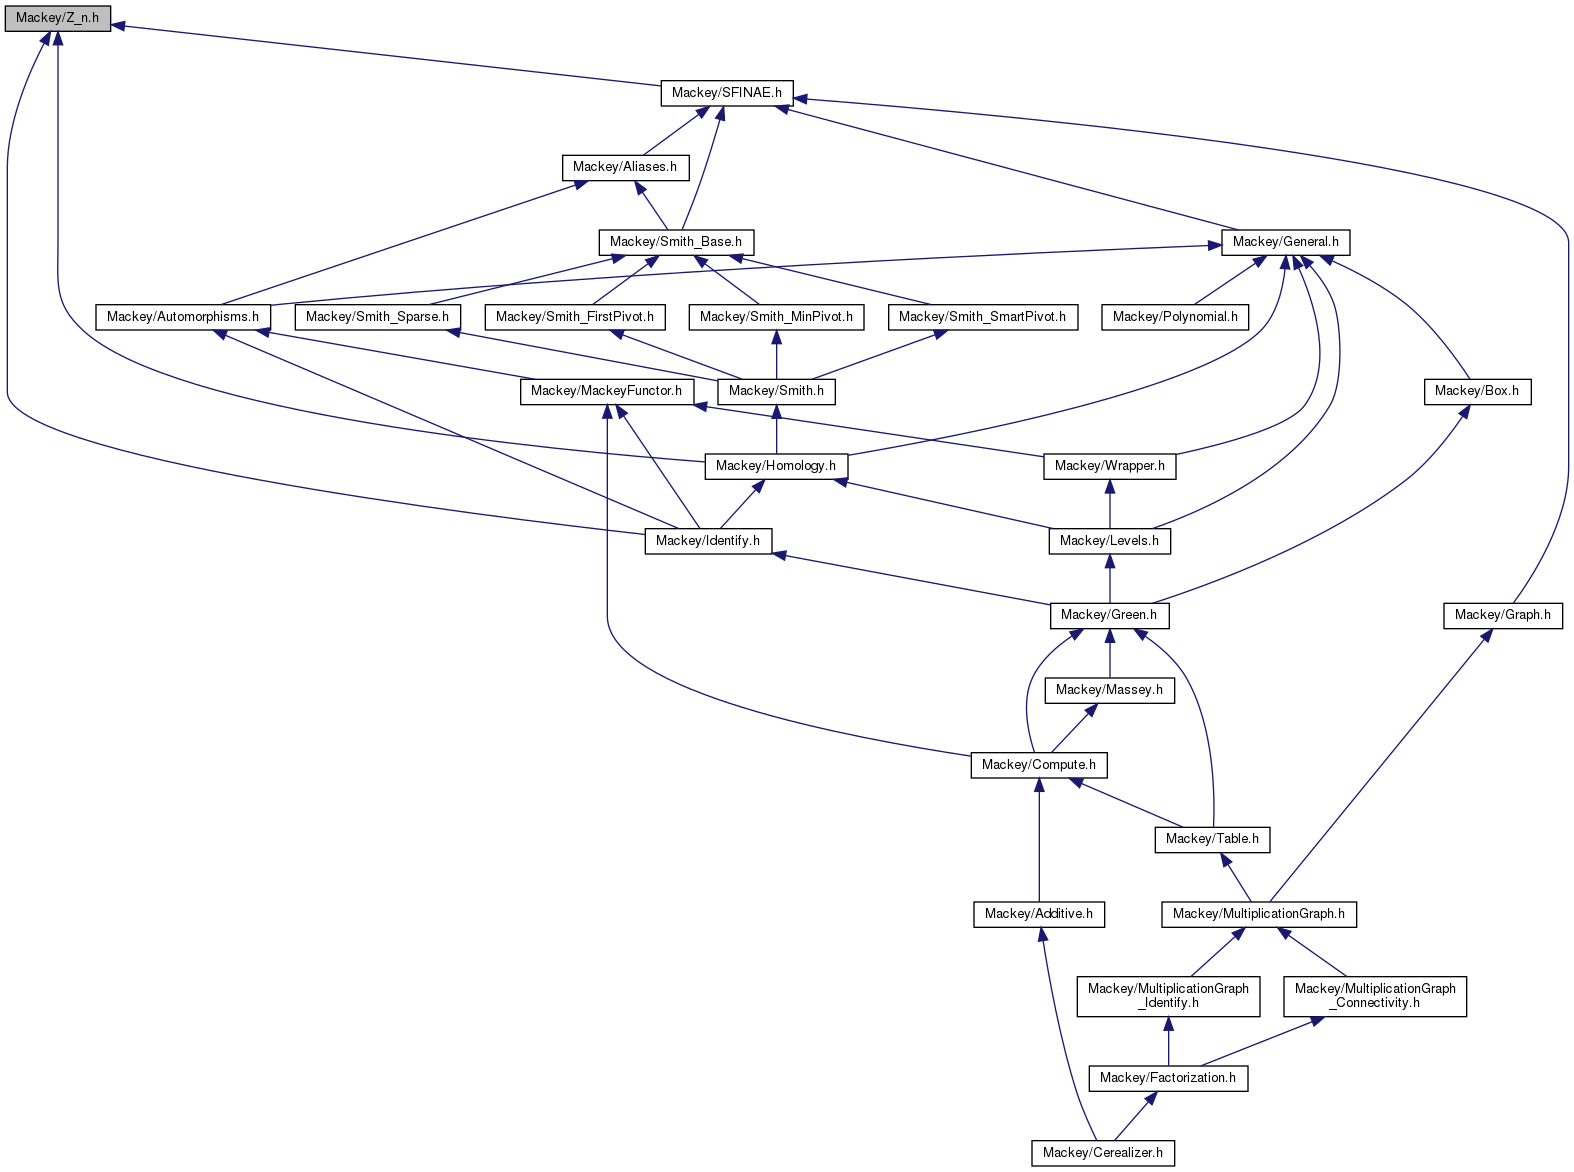 Mackey/Z_n.h
Mackey/SFINAE.h
Mackey/Aliases.h
Mackey/Smith_Base.h
Mackey/General.h
Mackey/Automorphisms.h
Mackey/Smith_Sparse.h
Mackey/Smith_FirstPivot.h
Mackey/Smith_MinPivot.h
Mackey/Smith_SmartPivot.h
Mackey/Polynomial.h
Mackey/MackeyFunctor.h
Mackey/Smith.h
Mackey/Box.h
Mackey/Homology.h
Mackey/Wrapper.h
Mackey/Identify.h
Mackey/Levels.h
Mackey/Green.h
Mackey/Graph.h
Mackey/Massey.h
Mackey/Compute.h
Mackey/Table.h
Mackey/Additive.h
Mackey/MultiplicationGraph.h
Mackey/MultiplicationGraph
_Identify.h
Mackey/MultiplicationGraph
_Connectivity.h
Mackey/Factorization.h
Mackey/Cerealizer.h